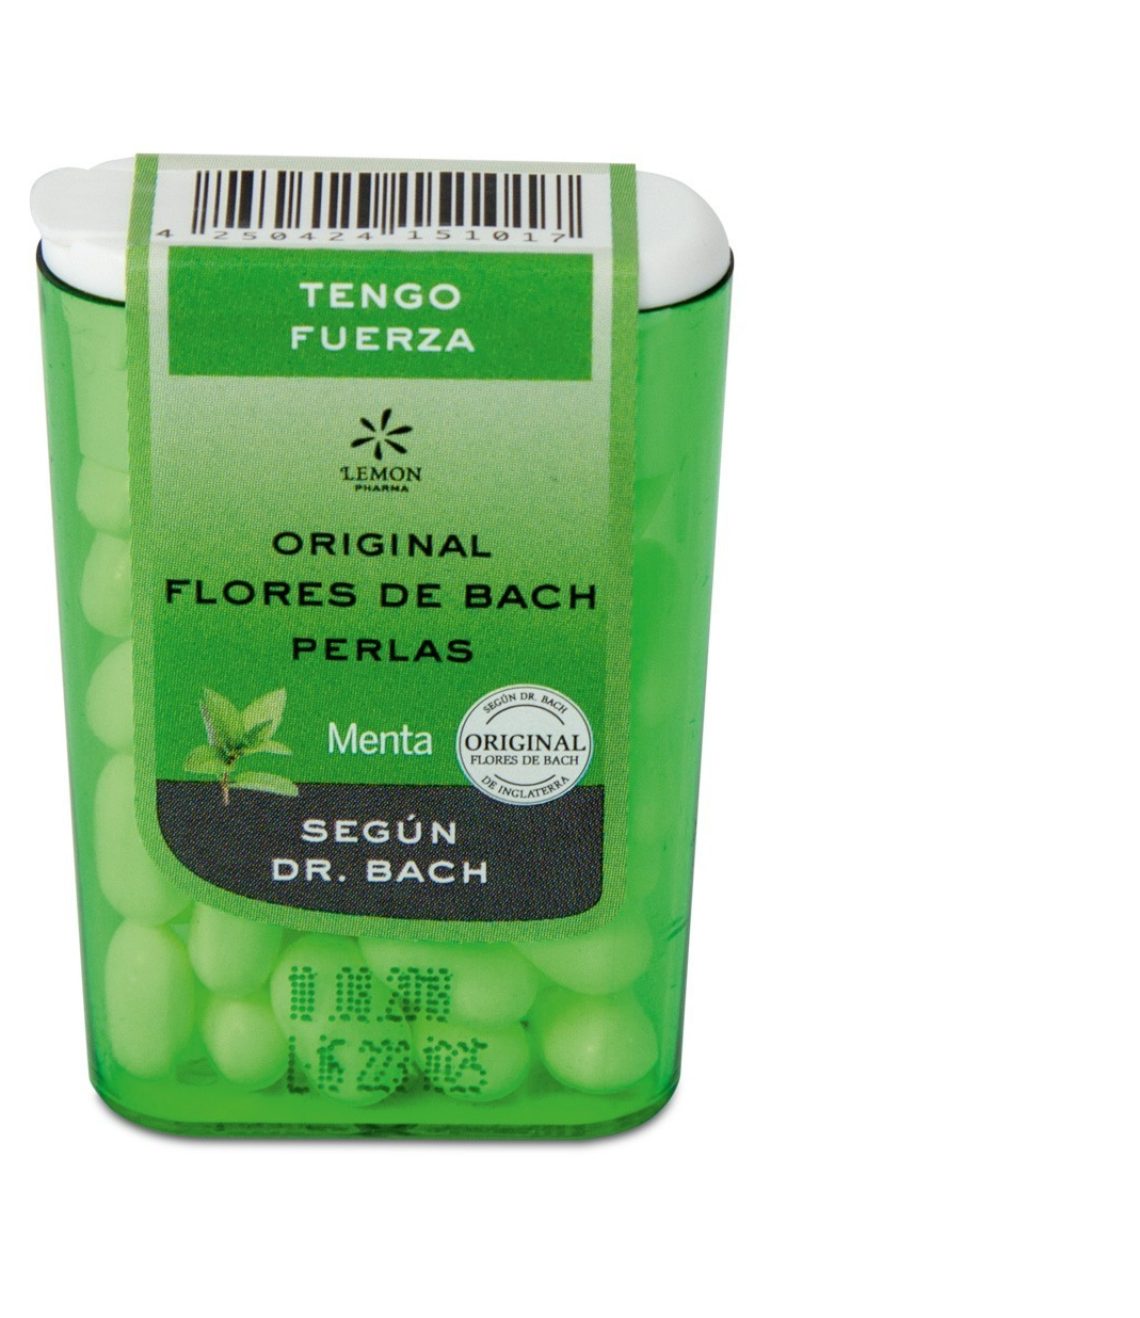 4 250424 151017
TENGO
FUERZA
LEMON
PHARMA
ORIGINAL
FLORES DE BACH
PERLAS
Menta
SEGÚN DR. BACH
ORIGINAL
FLORES DE BACH
DE INGLATERRA
SEGÚN
DR. BACH